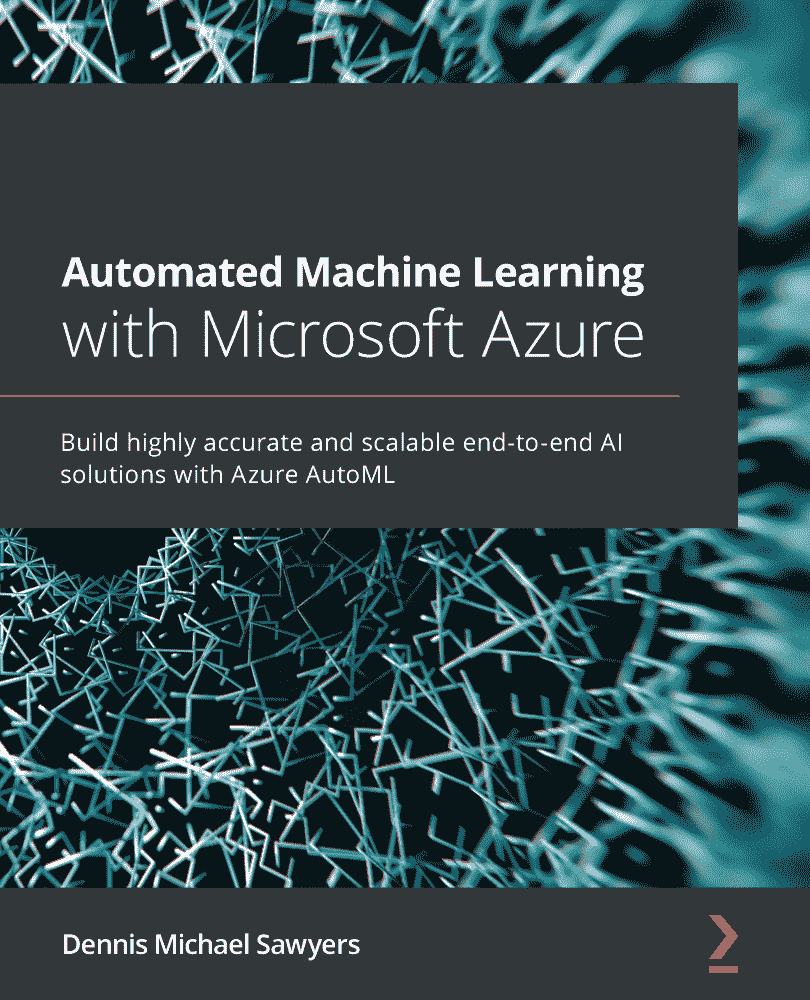 Automated Machine Learning
with Microsoft Azure
Build highly accurate and scalable end-to-end AI
solutions with Azure AutoML
Dennis Michael Sawyers